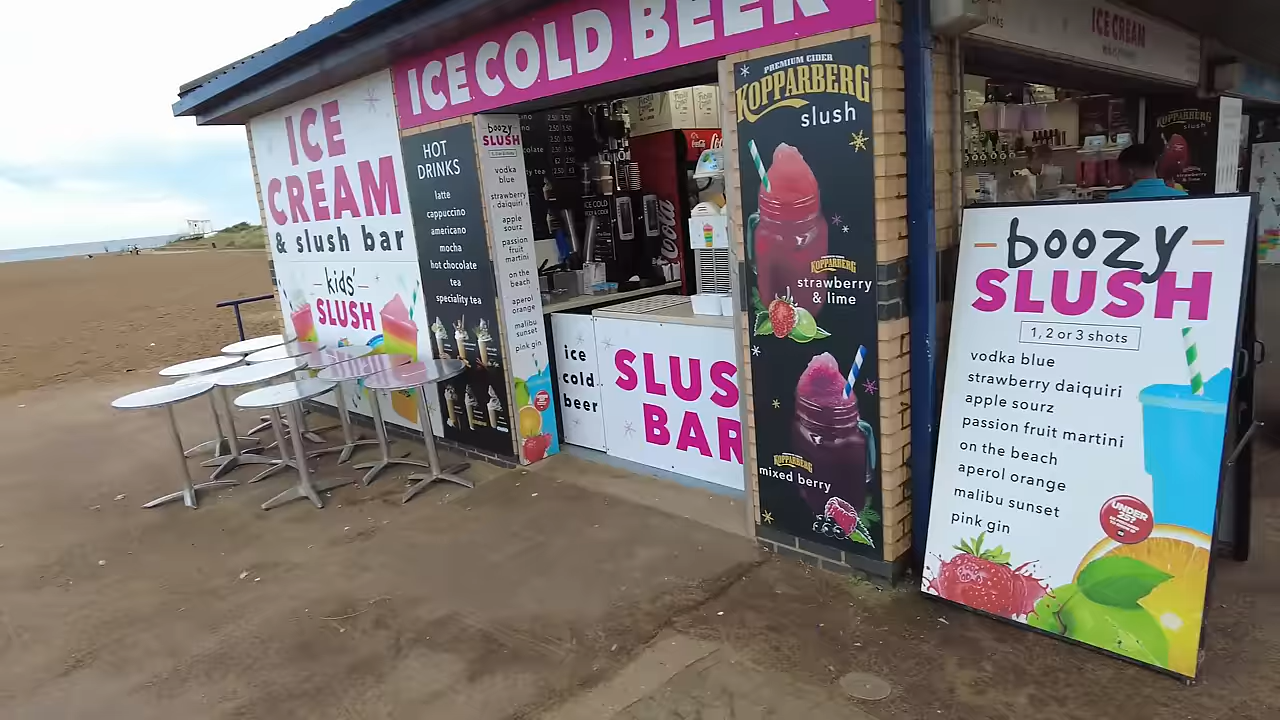 ICE COLD BEER
ICE
CREAM
& slush bar
kids'
SLUSH
HOT
DRINKS
latte
cappuccino
americano
mocha
hot chocolate
tea
speciality tea
boozy
SLUSH
vodka
blue
strawberry
daiquiri
apple
sourz
passion
fruit
martini
on the
beach
aperol
orange
malibu
sunset
pink gin
Coca-Cola
ice
cold
beer
SLUS
BAR
PREMIUM CIDER
KOPPARBERG
slush
KOPPARBERG
strawberry
& lime
KOPPARBERG
mixed berry
ICE CREAM
KOPPARBERG
slush
boozy
SLUSH
1, 2 or 3 shots
vodka blue
strawberry daiquiri
apple sourz
passion fruit martini
on the beach
aperol orange
malibu sunset
pink gin
UNDER
25?